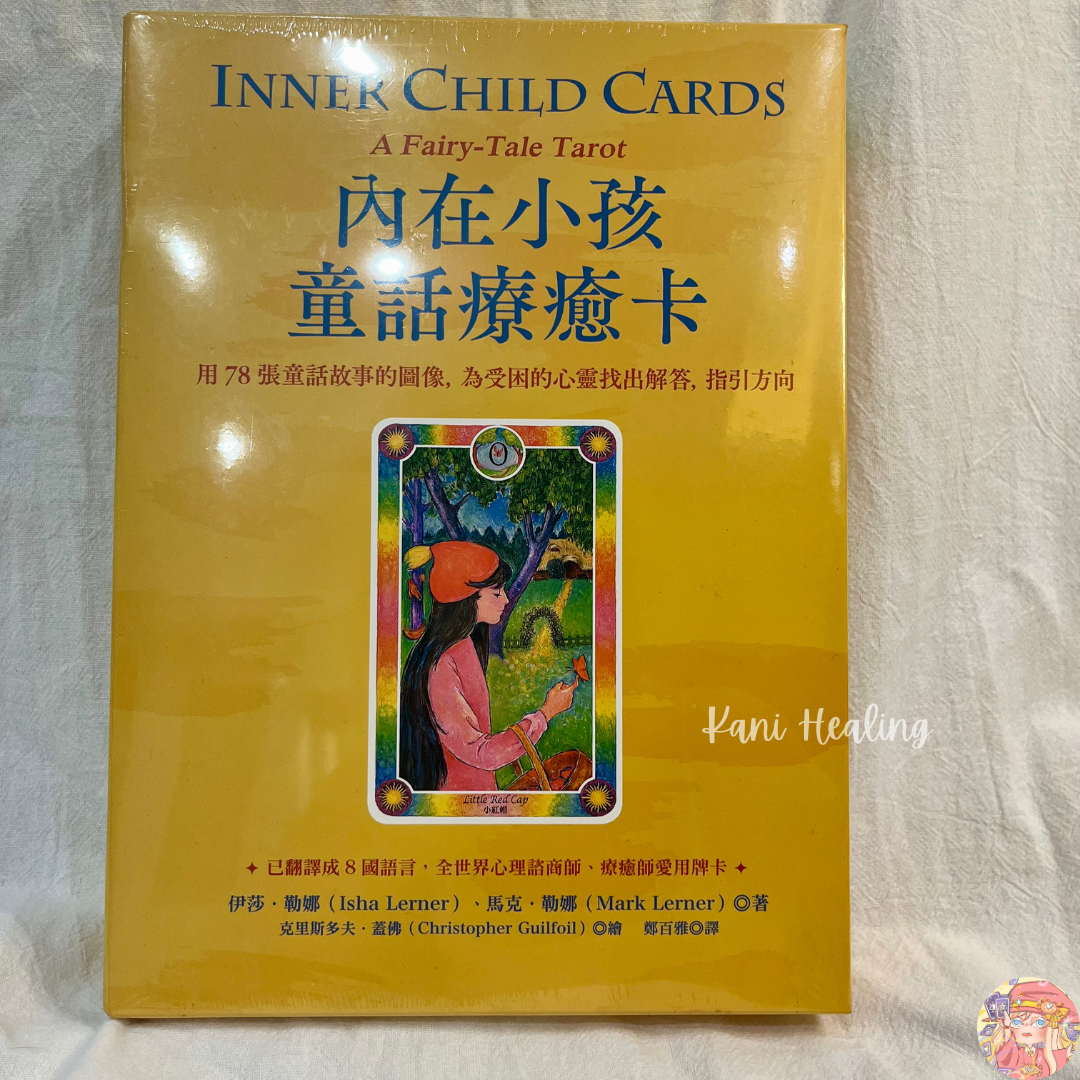 INNER CHILD CARDS
A Fairy-Tale Tarot
內在小孩
童話療癒卡
用 78 張童話故事的圖像, 為受困的心靈找出解答, 指引方向
0
Kani Healing
Little Red Cap
小紅帽
✦ 已翻譯成 8 國語言，全世界心理諮商師、療癒師愛用牌卡 ✦
伊莎・勒娜（Isha Lerner）、馬克・勒娜（Mark Lerner）◎著
克里斯多夫・蓋佛（Christopher Guilfoil）◎繪 鄭百雅◎譯